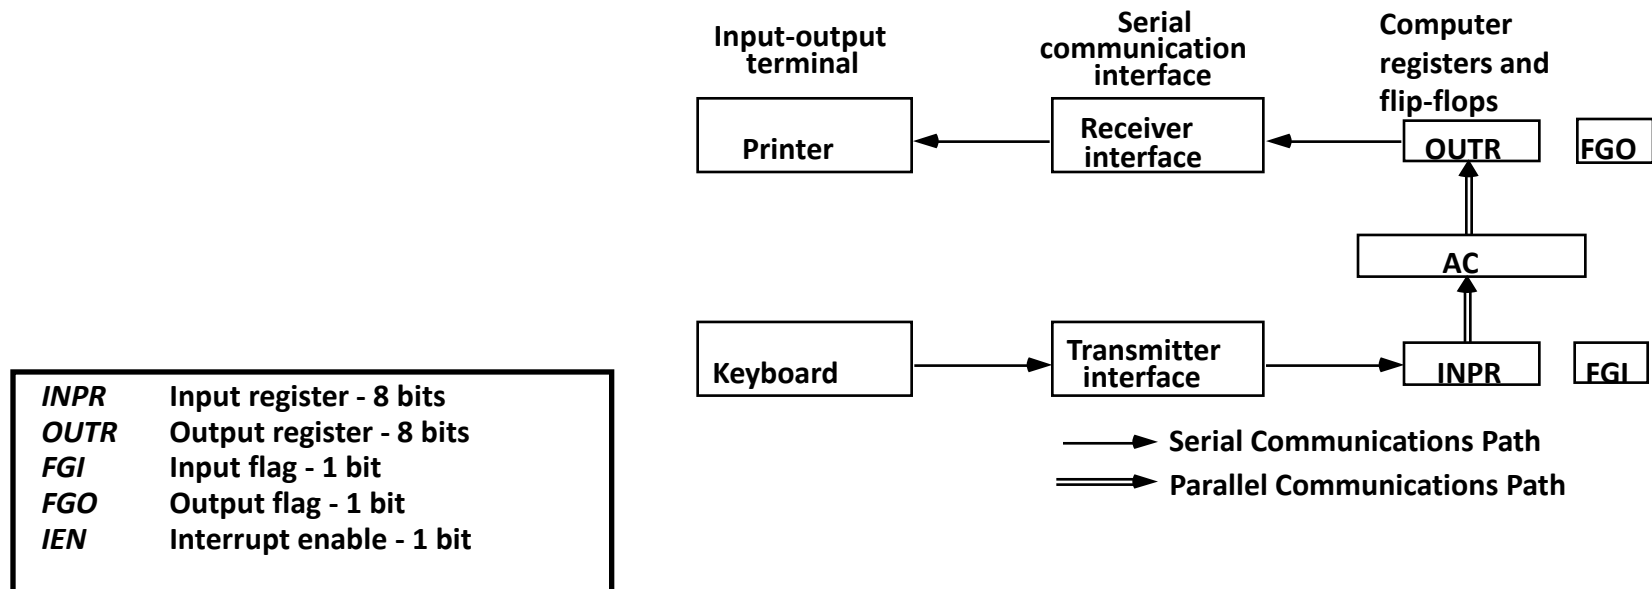 Input-output
terminal
Serial
communication
interface
Computer
registers and
flip-flops
Printer
Receiver
interface
OUTR
FGO
AC
Keyboard
Transmitter
interface
INPR
FGI
Serial Communications Path
Parallel Communications Path
INPR Input register - 8 bits
OUTR Output register - 8 bits
FGI Input flag - 1 bit
FGO Output flag - 1 bit
IEN Interrupt enable - 1 bit